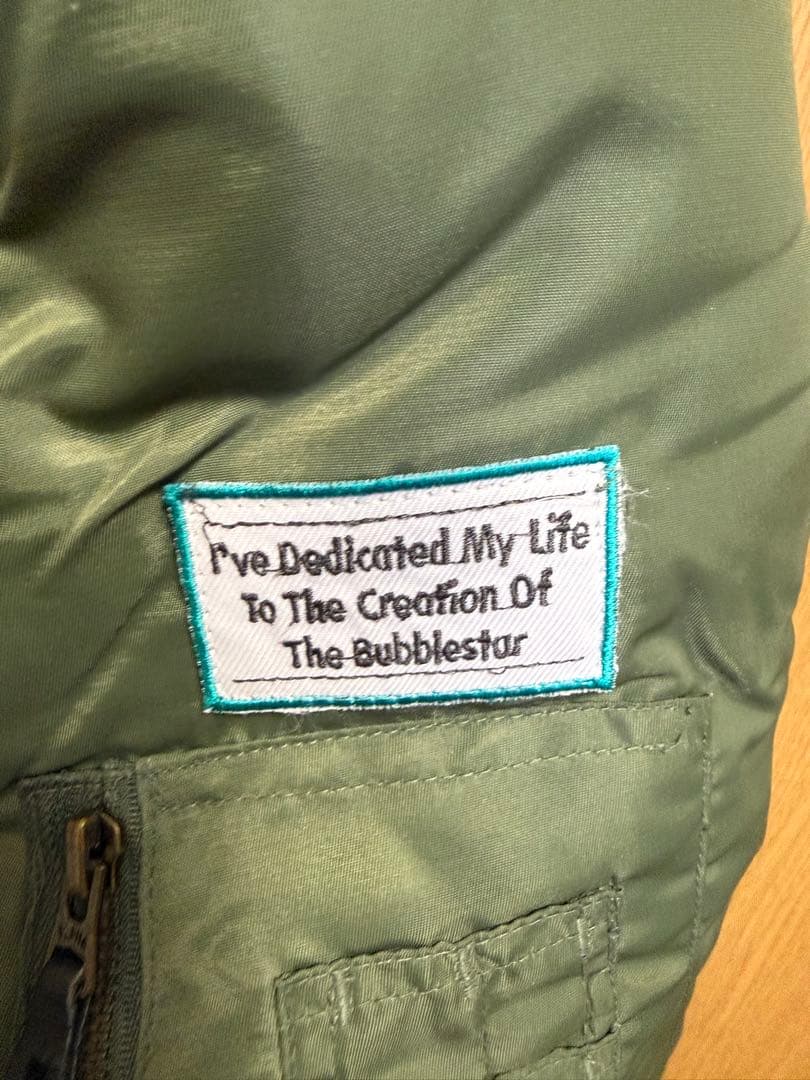 I've Dedicated My Life
To The Creation Of
The Bubblestar